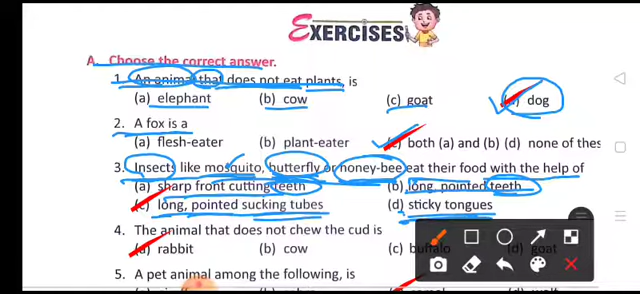 EXERCISES
A. Choose the correct answer.
1. An animal that does not eat plants, is
(a) elephant (b) cow (c) goat (d) dog
2. A fox is a
(a) flesh-eater (b) plant-eater (c) both (a) and (b) (d) none of thes
3. Insects like mosquito, butterfly or honey-bee eat their food with the help of
(a) sharp front cutting teeth (b) long, pointed teeth
(c) long, pointed sucking tubes (d) sticky tongues
4. The animal that does not chew the cud is
(a) rabbit (b) cow (c) buffalo (d) goat
5. A pet animal among the following, is